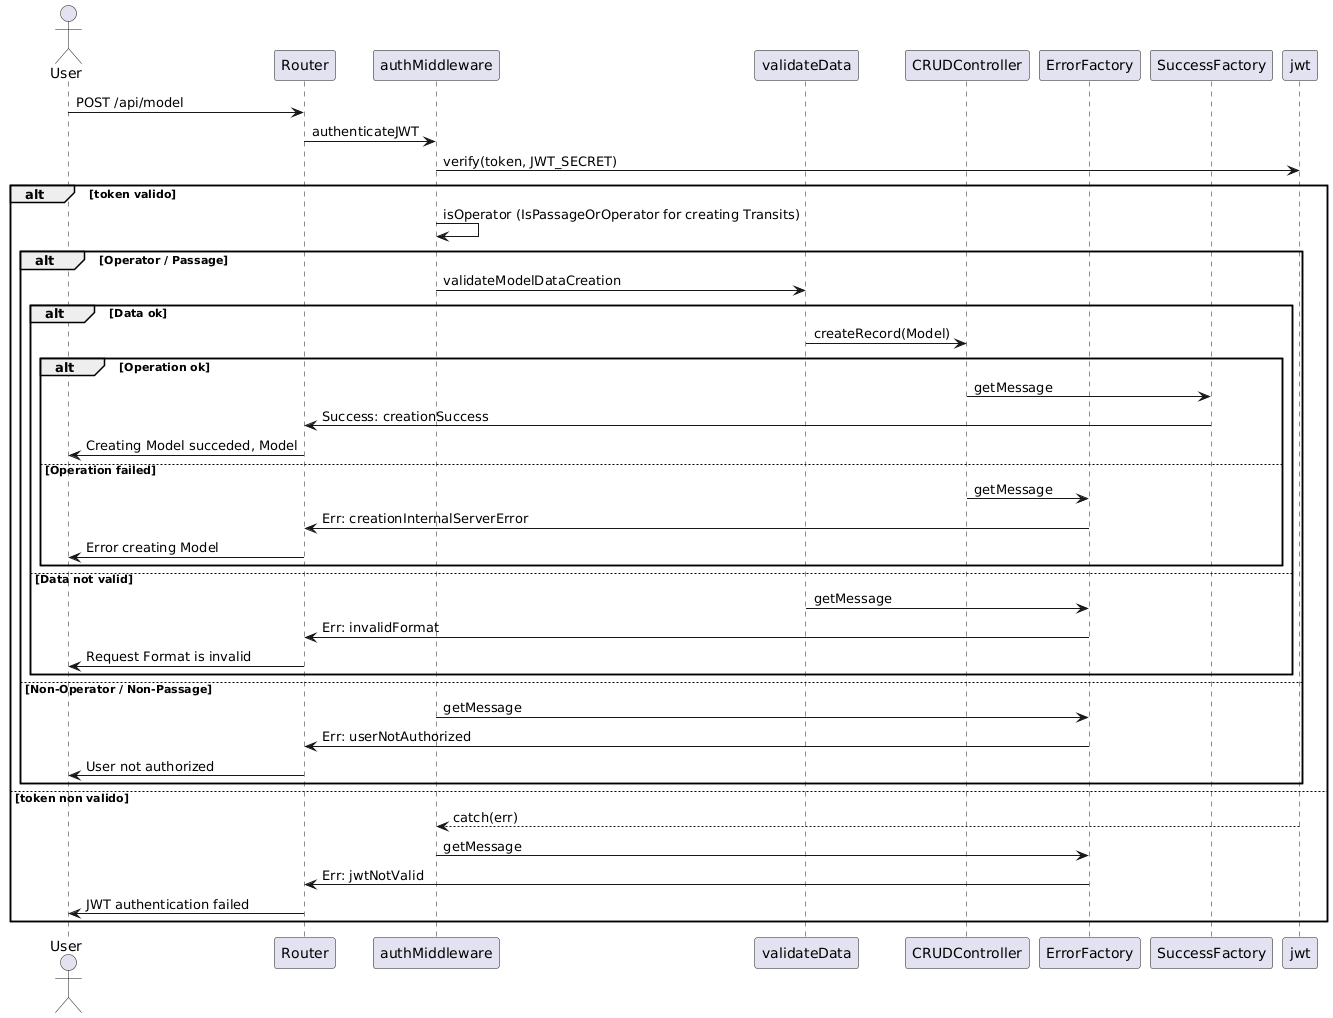 User
Router
authMiddleware
validateData
CRUDController
ErrorFactory
SuccessFactory
jwt
POST /api/model
authenticateJWT
verify(token, JWT_SECRET)
alt
[token valido]
isOperator (IsPassageOrOperator for creating Transits)
alt
[Operator / Passage]
validateModelDataCreation
alt
[Data ok]
createRecord(Model)
alt
[Operation ok]
getMessage
Success: creationSuccess
Creating Model succeded, Model
[Operation failed]
getMessage
Err: creationInternalServerError
Error creating Model
[Data not valid]
getMessage
Err: invalidFormat
Request Format is invalid
[Non-Operator / Non-Passage]
getMessage
Err: userNotAuthorized
User not authorized
[token non valido]
catch(err)
getMessage
Err: jwtNotValid
JWT authentication failed
User
Router
authMiddleware
validateData
CRUDController
ErrorFactory
SuccessFactory
jwt